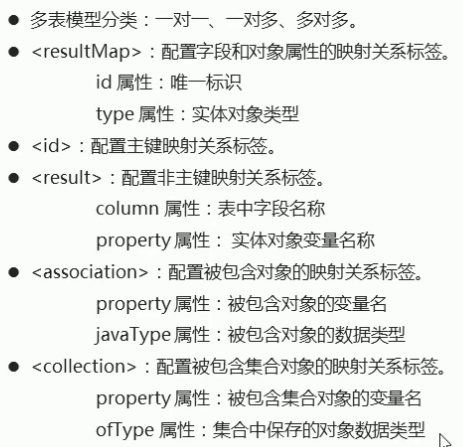 ● 多表模型分类：一对一、一对多、多对多。
● <resultMap>：配置字段和对象属性的映射关系标签。
id 属性：唯一标识
type 属性：实体对象类型
● <id>：配置主键映射关系标签。
● <result>：配置非主键映射关系标签。
column 属性：表中字段名称
property 属性： 实体对象变量名称
● <association>：配置被包含对象的映射关系标签。
property 属性：被包含对象的变量名
javaType 属性：被包含对象的数据类型
● <collection>：配置被包含集合对象的映射关系标签。
property 属性：被包含集合对象的变量名
ofType 属性：集合中保存的对象数据类型